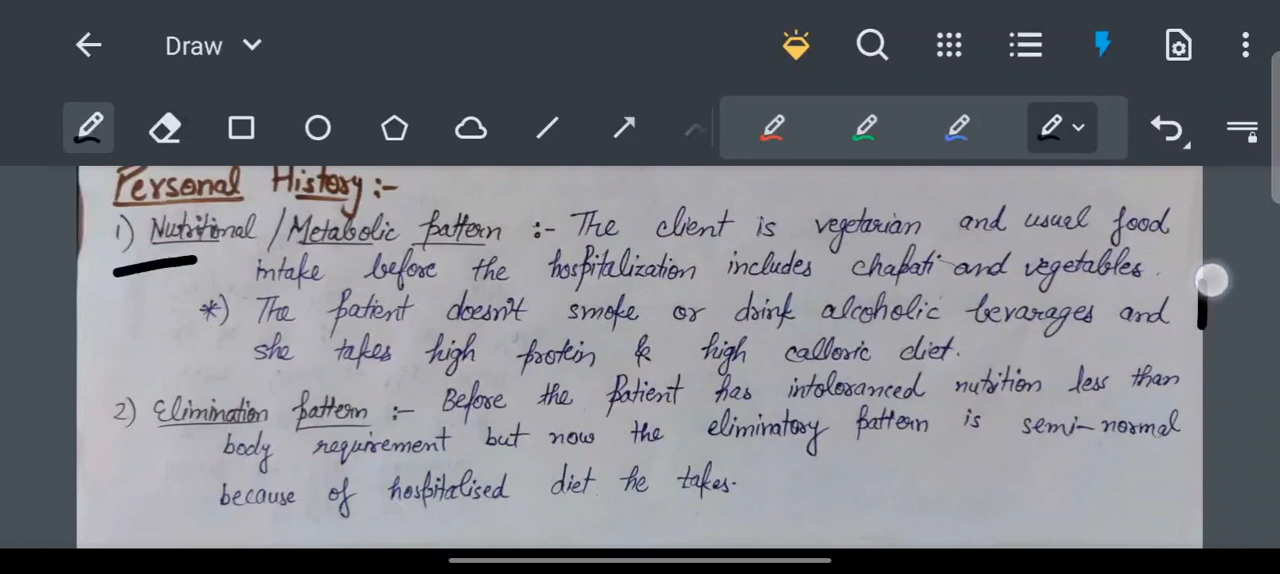 Draw
Personal History :-
1) Nutritional / Metabolic pattern :- The client is vegetarian and usual food
intake before the hospitalization includes chapati and vegetables.
*) The patient doesn't smoke or drink alcoholic bevarages and
she takes high protein & high calloric diet.
2) Elimination pattern :- Before the patient has intoloranced nutrition less than
body requirement but now the eliminatory pattern is semi-normal
because of hospitalised diet he takes.